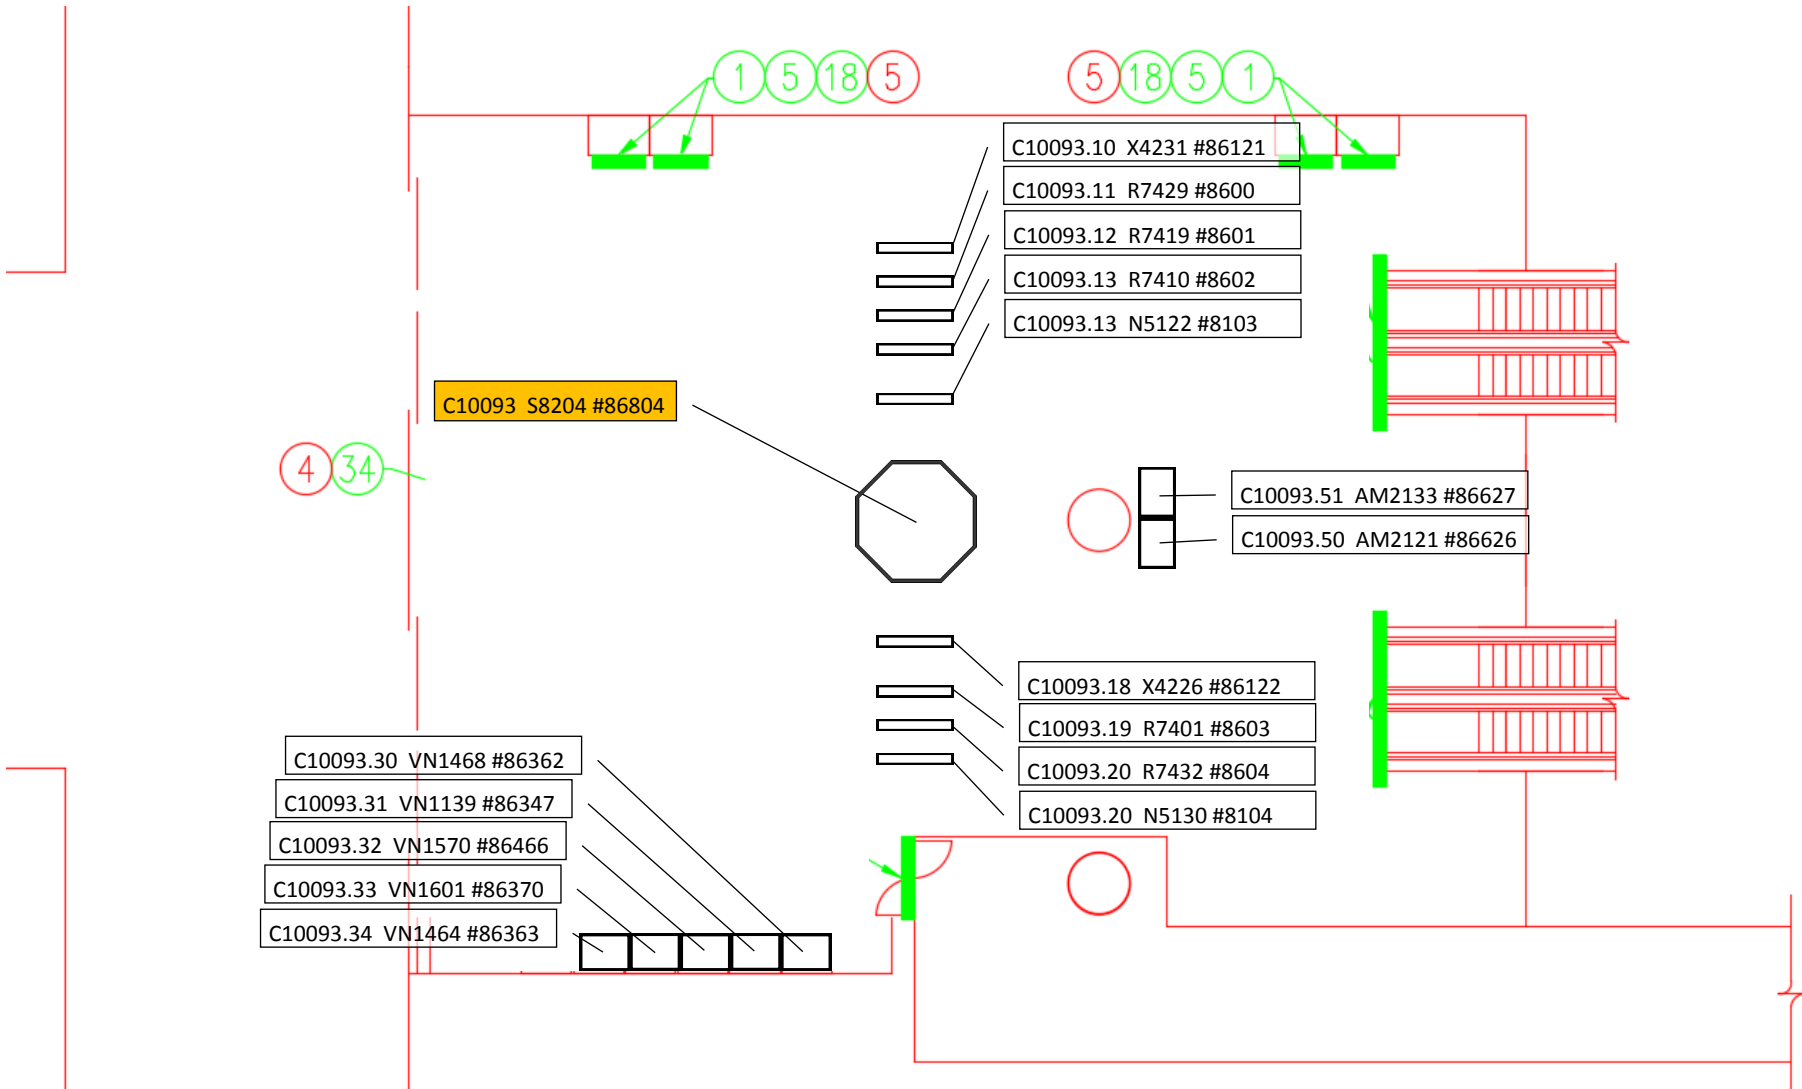 1 5 18 5
5 18 5 1
C10093.10 X4231 #86121
C10093.11 R7429 #8600
C10093.12 R7419 #8601
C10093.13 R7410 #8602
C10093.13 N5122 #8103
C10093 S8204 #86804
4 34
C10093.51 AM2133 #86627
C10093.50 AM2121 #86626
C10093.18 X4226 #86122
C10093.19 R7401 #8603
C10093.20 R7432 #8604
C10093.20 N5130 #8104
C10093.30 VN1468 #86362
C10093.31 VN1139 #86347
C10093.32 VN1570 #86466
C10093.33 VN1601 #86370
C10093.34 VN1464 #86363